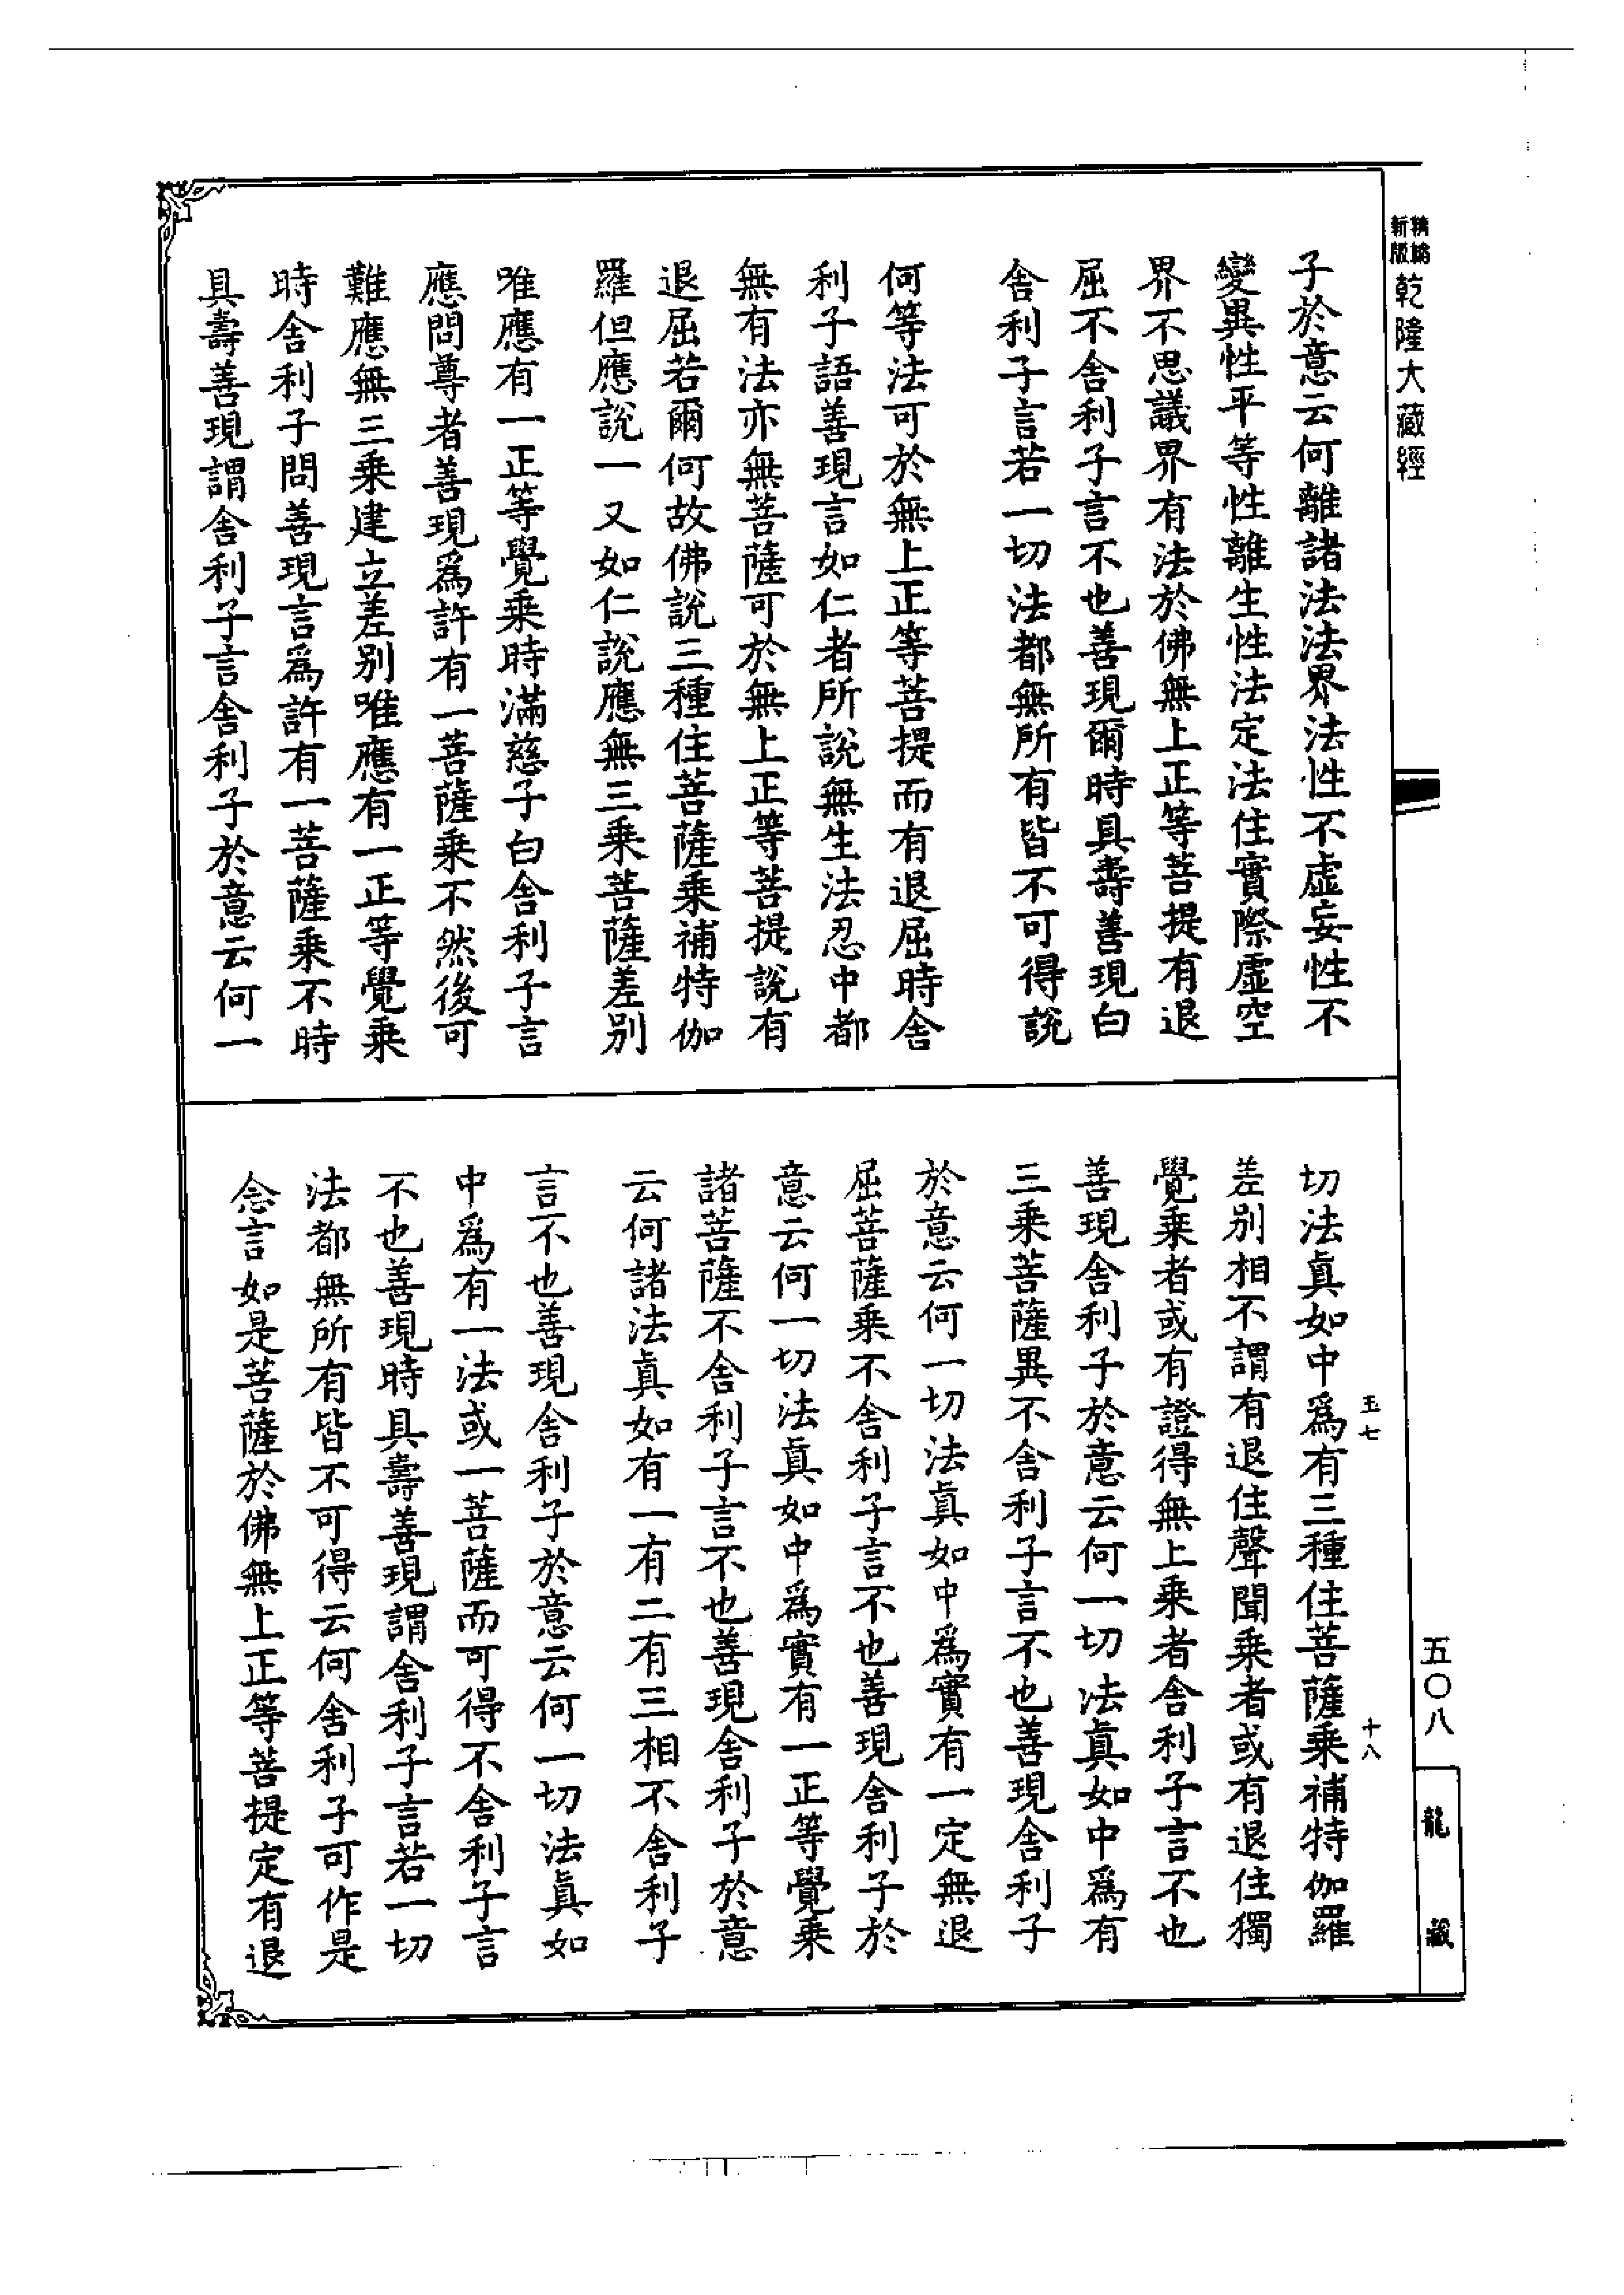 精編
新版
乾隆大藏經
子於意云何離諸法法界法性不虛妄性不
變異性平等性離生性法定法住實際虛空
界不思議界有法於佛無上正等菩提有退
屈不舍利子言不也善現爾時具壽善現白
舍利子言若一切法都無所有皆不可得說
何等法可於無上正等菩提而有退屈時舍
利子語善現言如仁者所說無生法忍中都
無有法亦無菩薩可於無上正等菩提說有
退屈若爾何故佛說三種住菩薩乘補特伽
羅但應說一又如仁說應無三乘菩薩差別
唯應有一正等覺乘時滿慈子白舍利子言
應問尊者善現為許有一菩薩乘不然後可
難應無三乘建立差別唯應有一正等覺乘
時舍利子問善現言為許有一菩薩乘不時
具壽善現謂舍利子言舍利子於意云何一
玉七
十八
切法真如中為有三種住菩薩乘補特伽羅
差別相不謂有退住聲聞乘者或有退住獨
覺乘者或有證得無上乘者舍利子言不也
善現舍利子於意云何一切法真如中為有
三乘菩薩異不舍利子言不也善現舍利子
於意云何一切法真如中為實有一定無退
屈菩薩乘不舍利子言不也善現舍利子於
意云何一切法真如中為實有一正等覺乘
諸菩薩不舍利子言不也善現舍利子於意
云何諸法真如有一有二有三相不舍利子
言不也善現舍利子於意云何一切法真如
中為有一法或一菩薩而可得不舍利子言
不也善現時具壽善現謂舍利子言若一切
法都無所有皆不可得云何舍利子可作是
念言如是菩薩於佛無上正等菩提定有退
五〇八
龍藏